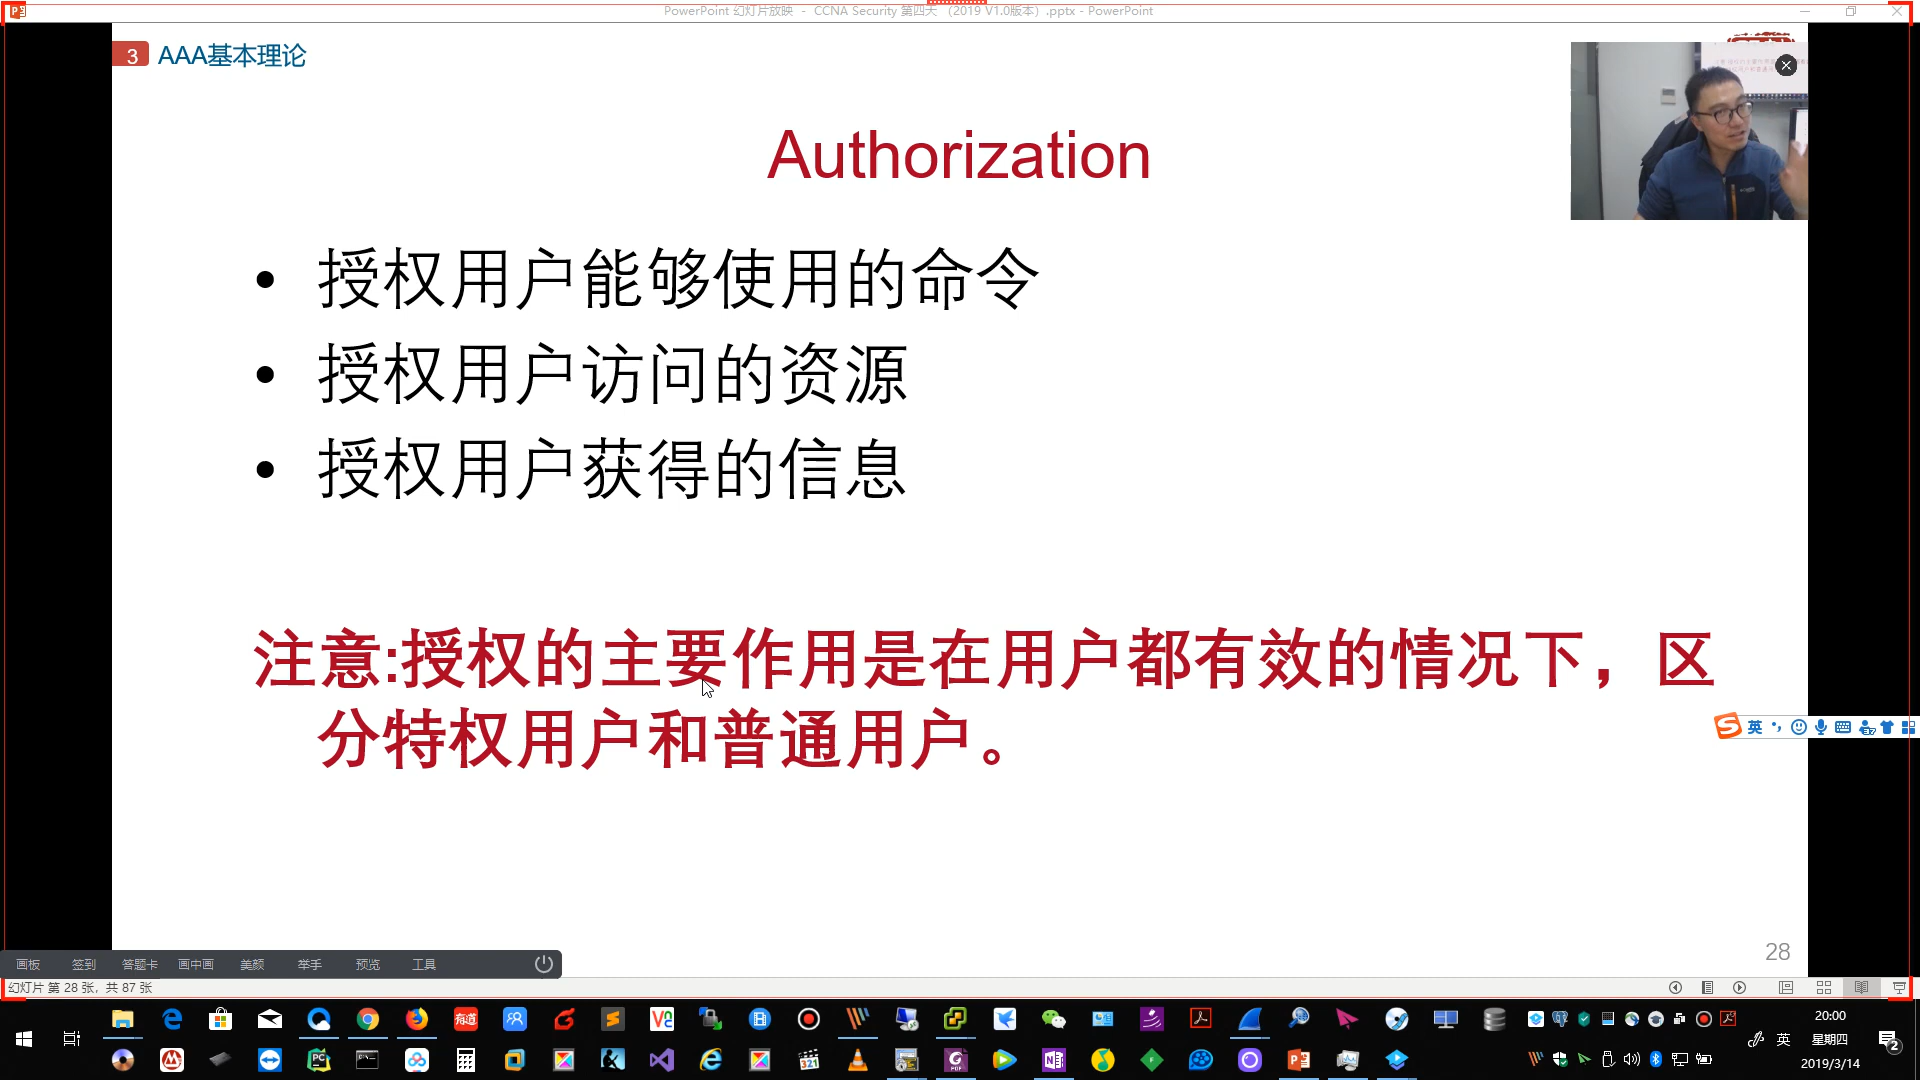 PowerPoint 幻灯片放映 - CCNA Security 第四天 （2019 V1.0版本）.pptx - PowerPoint
3 AAA基本理论
Authorization
• 授权用户能够使用的命令
• 授权用户访问的资源
• 授权用户获得的信息
注意:授权的主要作用是在用户都有效的情况下，区
分特权用户和普通用户。
英
28
画板 签到 答题卡 画中画 美颜 举手 预览 工具
幻灯片 第 28 张，共 87 张
有道
20:00
英 星期四
2
2019/3/14